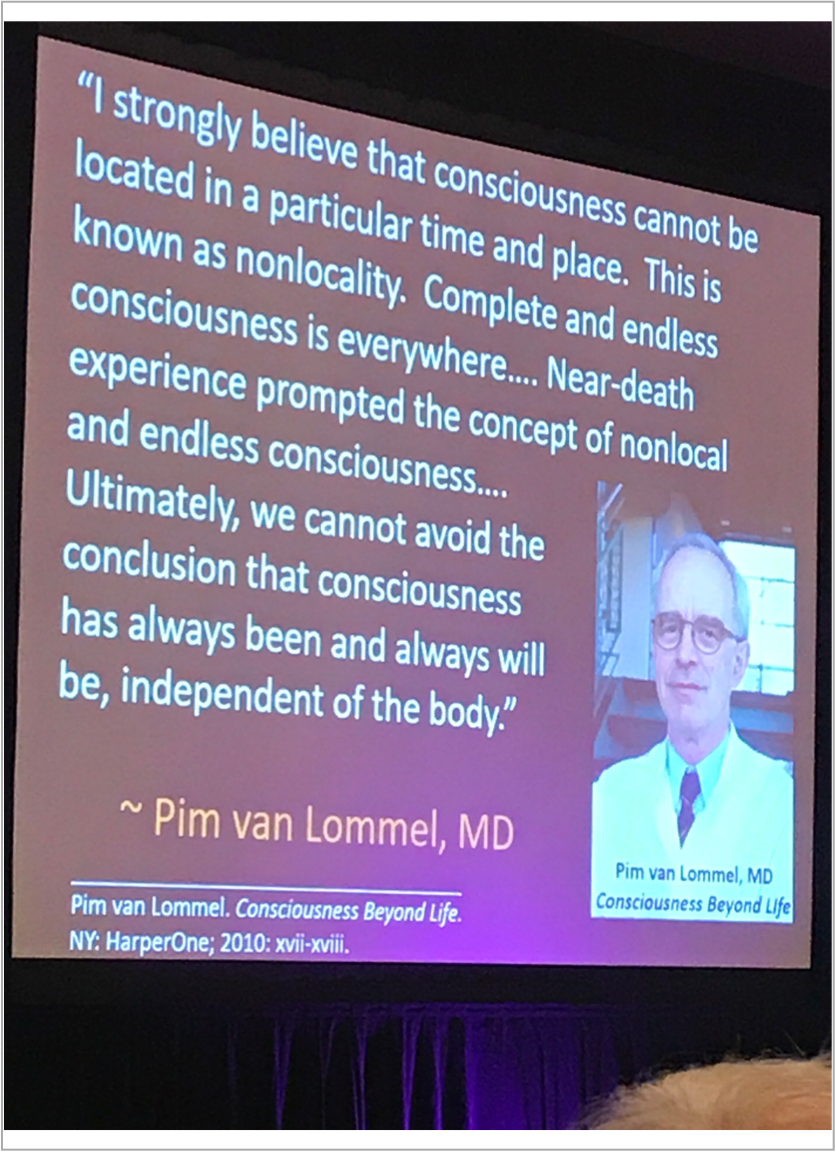 “I strongly believe that consciousness cannot be
located in a particular time and place.  This is
known as nonlocality.  Complete and endless
consciousness is everywhere.... Near-death
experience prompted the concept of nonlocal
and endless consciousness....
Ultimately, we cannot avoid the
conclusion that consciousness
has always been and always will
be, independent of the body.”
~ Pim van Lommel, MD
Pim van Lommel. Consciousness Beyond Life.
NY: HarperOne; 2010: xvii-xviii.
Pim van Lommel, MD
Consciousness Beyond Life